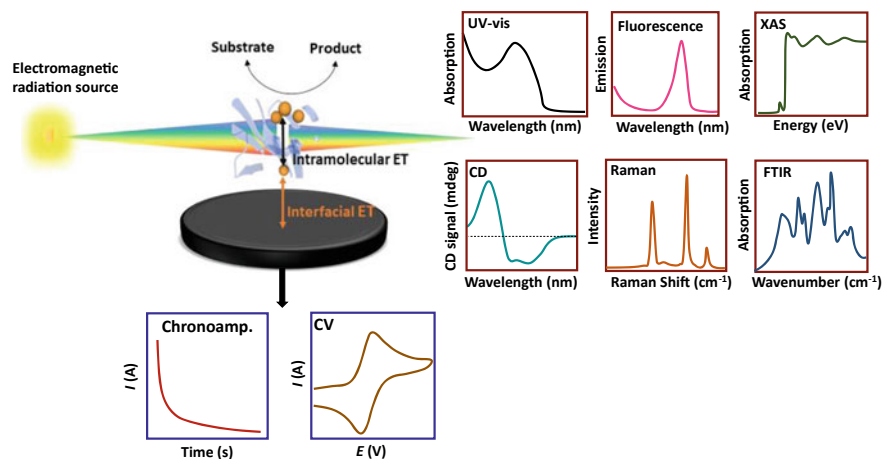 Substrate
Product
Electromagnetic
radiation source
Intramolecular ET
Interfacial ET
UV-vis
Absorption
Wavelength (nm)
Fluorescence
Emission
Wavelength (nm)
XAS
Absorption
Energy (eV)
CD
CD signal (mdeg)
Wavelength (nm)
Raman
Intensity
Raman Shift (cm⁻¹)
FTIR
Absorption
Wavenumber (cm⁻¹)
Chronoamp.
I (A)
Time (s)
CV
I (A)
E (V)